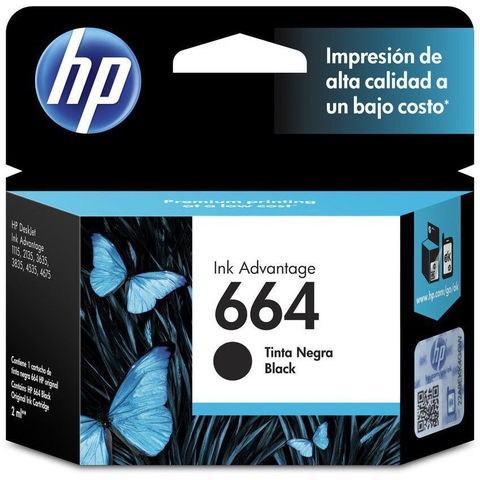 hp
Impresión de
alta calidad a
un bajo costo*
Premium printing
at a low cost*
HP DeskJet
Ink Advantage
1115, 2135, 3635,
3835, 4535, 4675
Contiene 1 cartucho de
tinta negra 664 HP original
Contains HP 664 Black
Original Ink Cartridge
2 ml
Ink Advantage
664
Tinta Negra
Black
www.hp.com/go/ok
hp